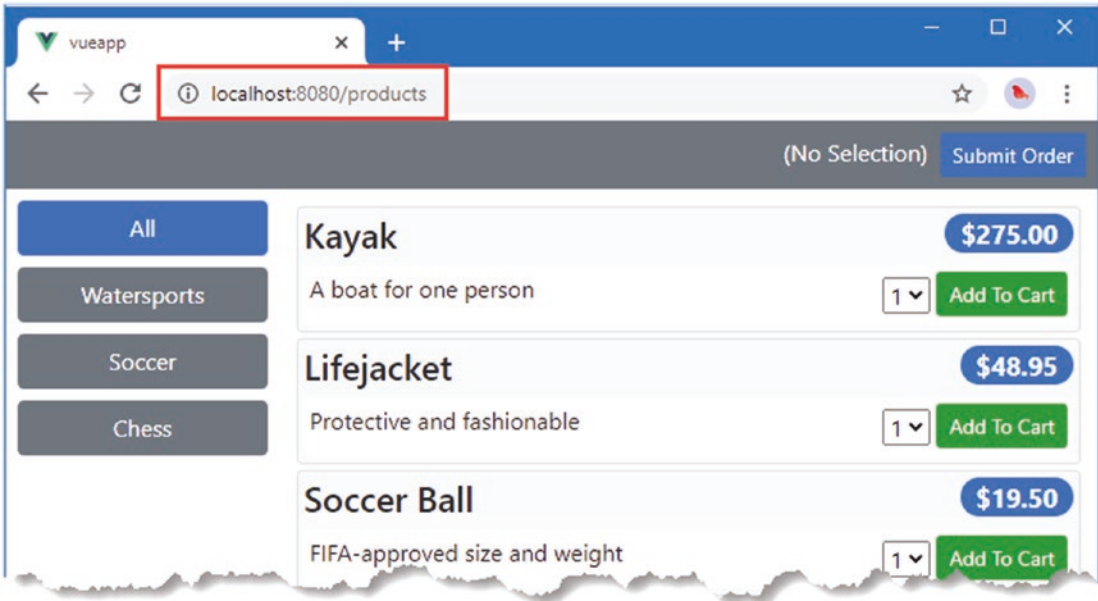 vueapp
localhost:8080/products
(No Selection) Submit Order
All
Watersports
Soccer
Chess
Kayak $275.00
A boat for one person 1 Add To Cart
Lifejacket $48.95
Protective and fashionable 1 Add To Cart
Soccer Ball $19.50
FIFA-approved size and weight 1 Add To Cart